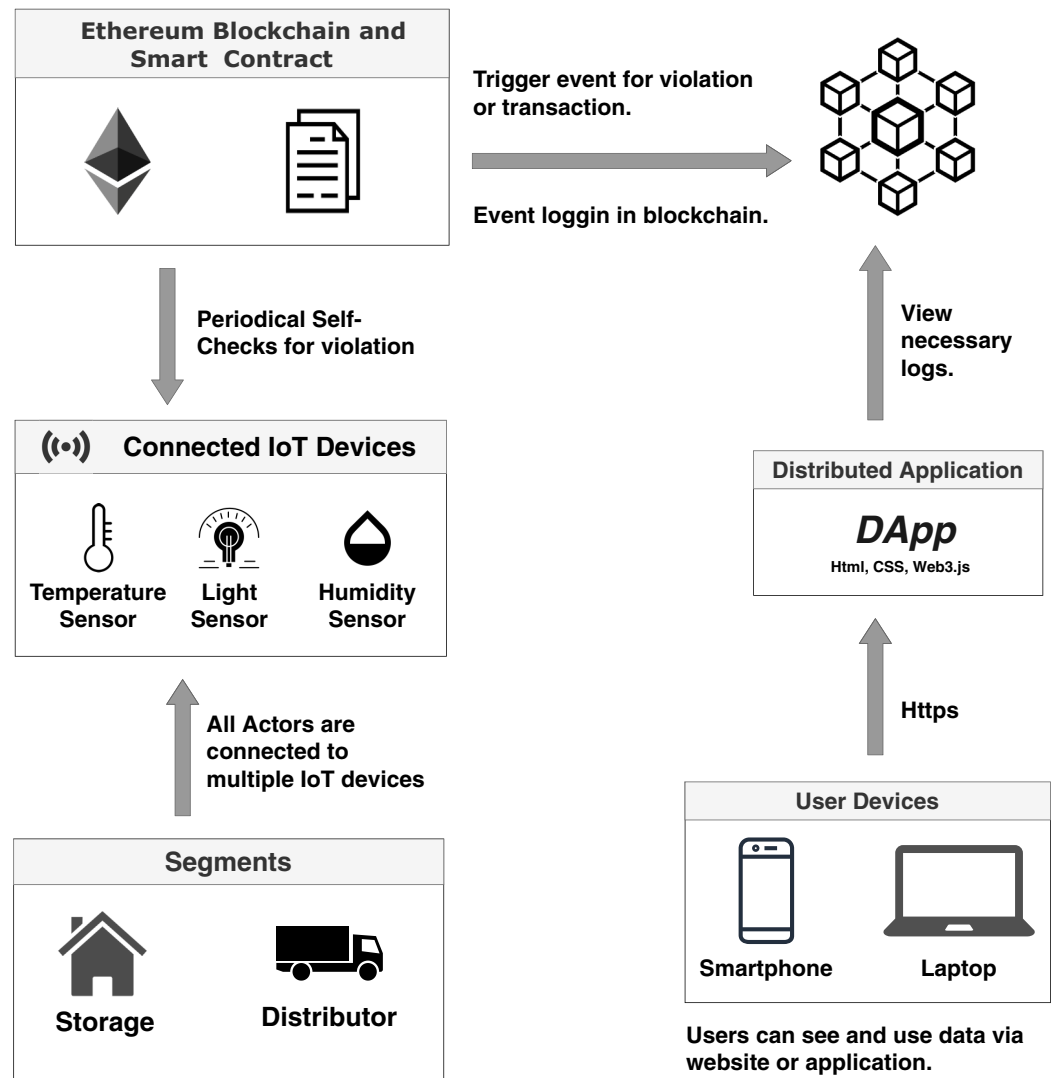 Ethereum Blockchain and
Smart Contract
Trigger event for violation
or transaction.
Event loggin in blockchain.
Periodical Self-
Checks for violation
View
necessary
logs.
Connected IoT Devices
Temperature
Sensor
Light
Sensor
Humidity
Sensor
Distributed Application
DApp
Html, CSS, Web3.js
All Actors are
connected to
multiple IoT devices
Https
Segments
Storage
Distributor
User Devices
Smartphone
Laptop
Users can see and use data via
website or application.